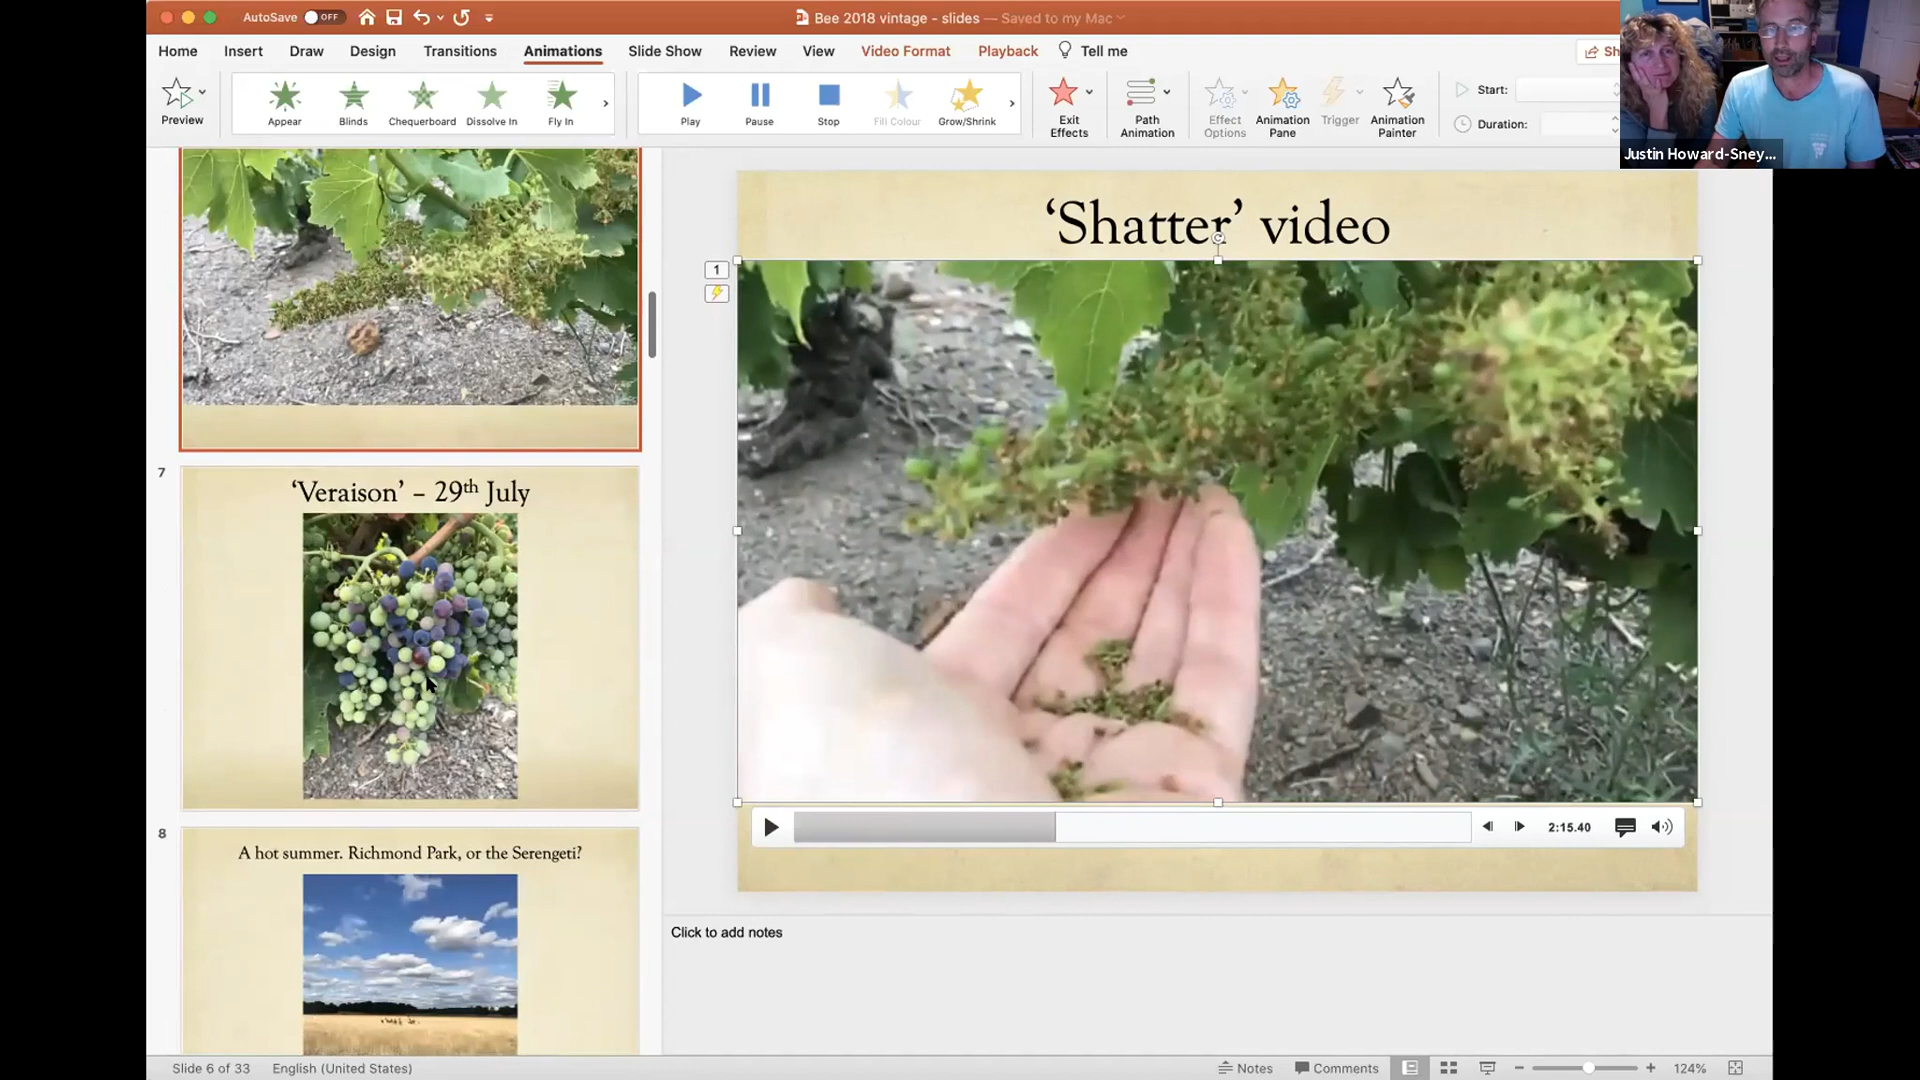 AutoSave OFF
Bee 2018 vintage - slides — Saved to my Mac
Home Insert Draw Design Transitions Animations Slide Show Review View Video Format Playback Tell me Sh
Preview
Appear Blinds Chequerboard Dissolve In Fly In
Play Pause Stop Fill Colour Grow/Shrink
Exit Effects
Path Animation
Effect Options
Animation Pane
Trigger
Animation Painter
Start:
Duration:
Justin Howard-Sney...
‘Shatter’ video
1
7
‘Veraison’ – 29th July
8
A hot summer. Richmond Park, or the Serengeti?
2:15.40
Click to add notes
Slide 6 of 33 English (United States) Notes Comments 124%